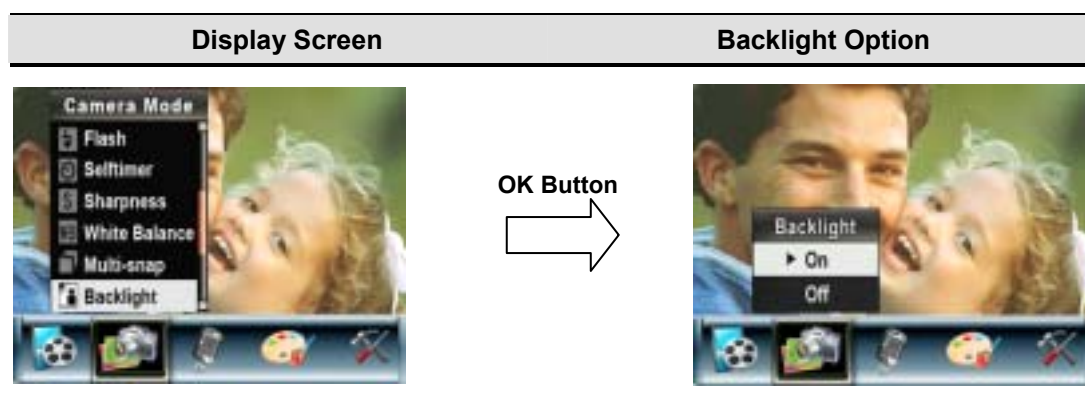 Display Screen
Backlight Option
Camera Mode
Flash
Selftimer
Sharpness
White Balance
Multi-snap
Backlight
OK Button
Backlight
On
Off